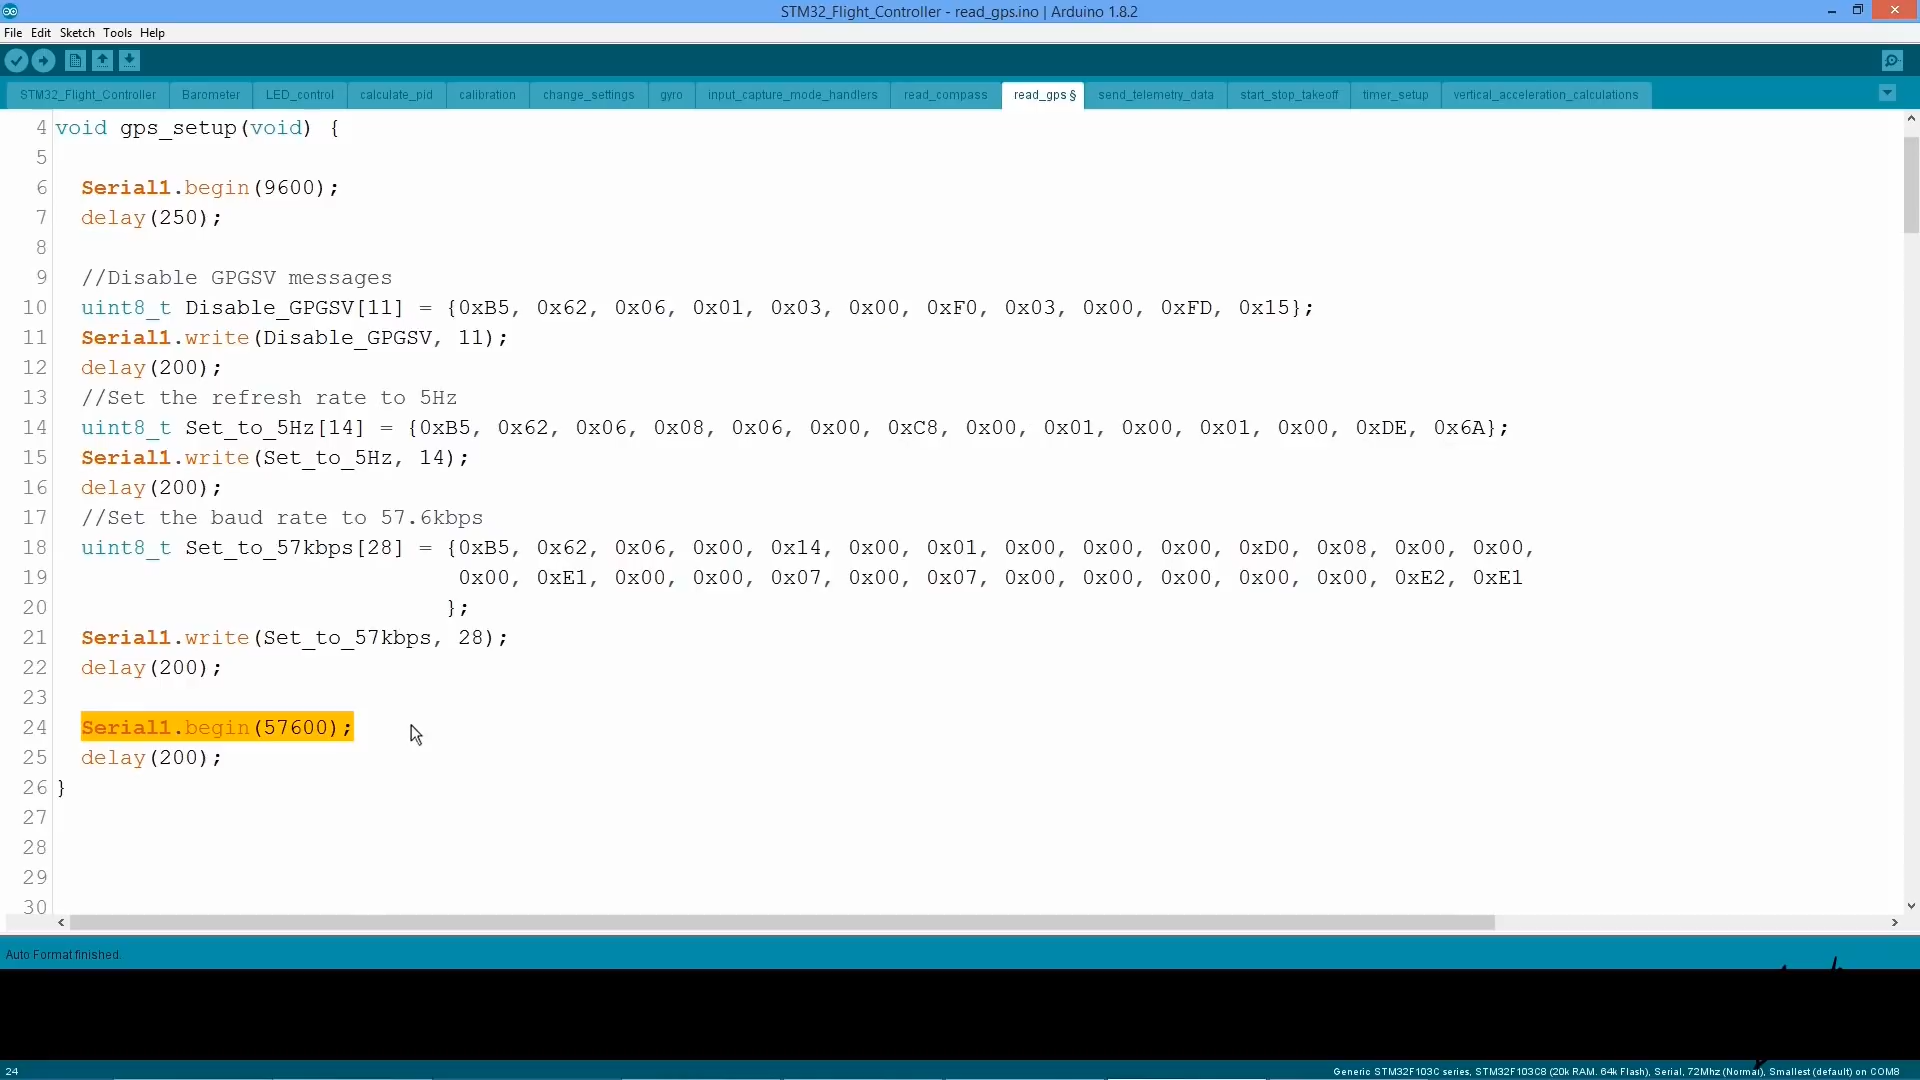 STM32_Flight_Controller - read_gps.ino | Arduino 1.8.2
File Edit Sketch Tools Help
STM32_Flight_Controller Barometer LED_control calculate_pid calibration change_settings gyro input_capture_mode_handlers read_compass read_gps § send_telemetry_data start_stop_takeoff timer_setup vertical_acceleration_calculations
4 void gps_setup(void) {
5
6 Serial1.begin(9600);
7 delay(250);
8
9 //Disable GPGSV messages
10 uint8_t Disable_GPGSV[11] = {0xB5, 0x62, 0x06, 0x01, 0x03, 0x00, 0xF0, 0x03, 0x00, 0xFD, 0x15};
11 Serial1.write(Disable_GPGSV, 11);
12 delay(200);
13 //Set the refresh rate to 5Hz
14 uint8_t Set_to_5Hz[14] = {0xB5, 0x62, 0x06, 0x08, 0x06, 0x00, 0xC8, 0x00, 0x01, 0x00, 0x01, 0x00, 0xDE, 0x6A};
15 Serial1.write(Set_to_5Hz, 14);
16 delay(200);
17 //Set the baud rate to 57.6kbps
18 uint8_t Set_to_57kbps[28] = {0xB5, 0x62, 0x06, 0x00, 0x14, 0x00, 0x01, 0x00, 0x00, 0x00, 0xD0, 0x08, 0x00, 0x00,
19 0x00, 0xE1, 0x00, 0x00, 0x07, 0x00, 0x07, 0x00, 0x00, 0x00, 0x00, 0x00, 0xE2, 0xE1
20 };
21 Serial1.write(Set_to_57kbps, 28);
22 delay(200);
23
24 Serial1.begin(57600);
25 delay(200);
26 }
27
28
29
30
Auto Format finished.
24 Generic STM32F103C series, STM32F103C8 (20k RAM. 64k Flash), Serial, 72Mhz (Normal), Smallest (default) on COM8